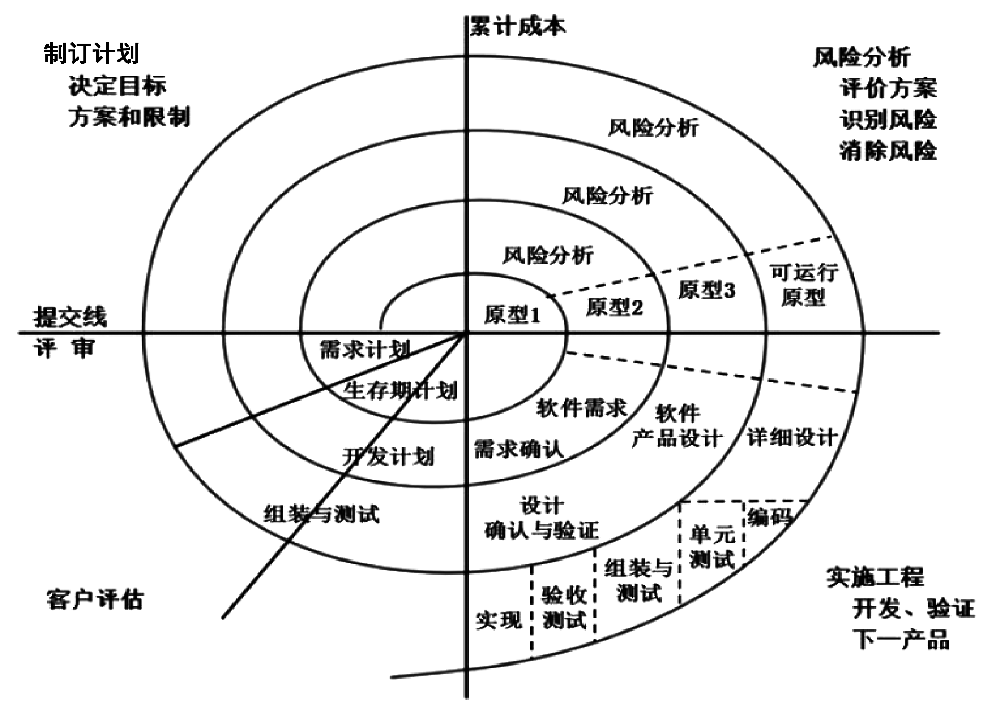 累计成本
制订计划
决定目标
方案和限制
风险分析
评价方案
识别风险
消除风险
风险分析
风险分析
风险分析
原型1
原型2
原型3
可运行
原型
提交线
评 审
需求计划
生存期计划
开发计划
组装与测试
软件需求
需求确认
软件
产品设计
详细设计
设计
确认与验证
编码
单元
测试
组装与
测试
验收
测试
实现
客户评估
实施工程
开发、验证
下一产品